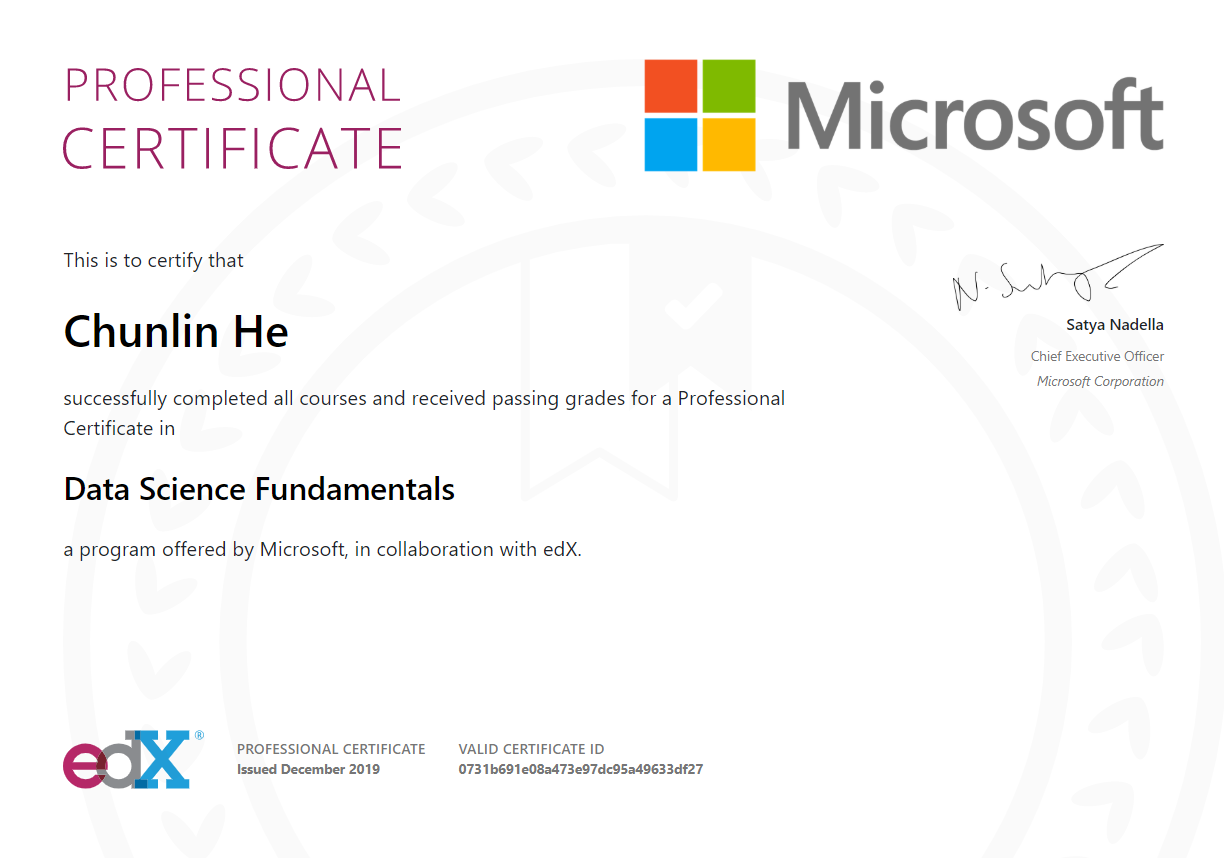 PROFESSIONAL
CERTIFICATE
Microsoft
This is to certify that
Chunlin He
successfully completed all courses and received passing grades for a Professional
Certificate in
Data Science Fundamentals
a program offered by Microsoft, in collaboration with edX.
N. Satya
Satya Nadella
Chief Executive Officer
Microsoft Corporation
edX®
PROFESSIONAL CERTIFICATE
Issued December 2019
VALID CERTIFICATE ID
0731b691e08a473e97dc95a49633df27